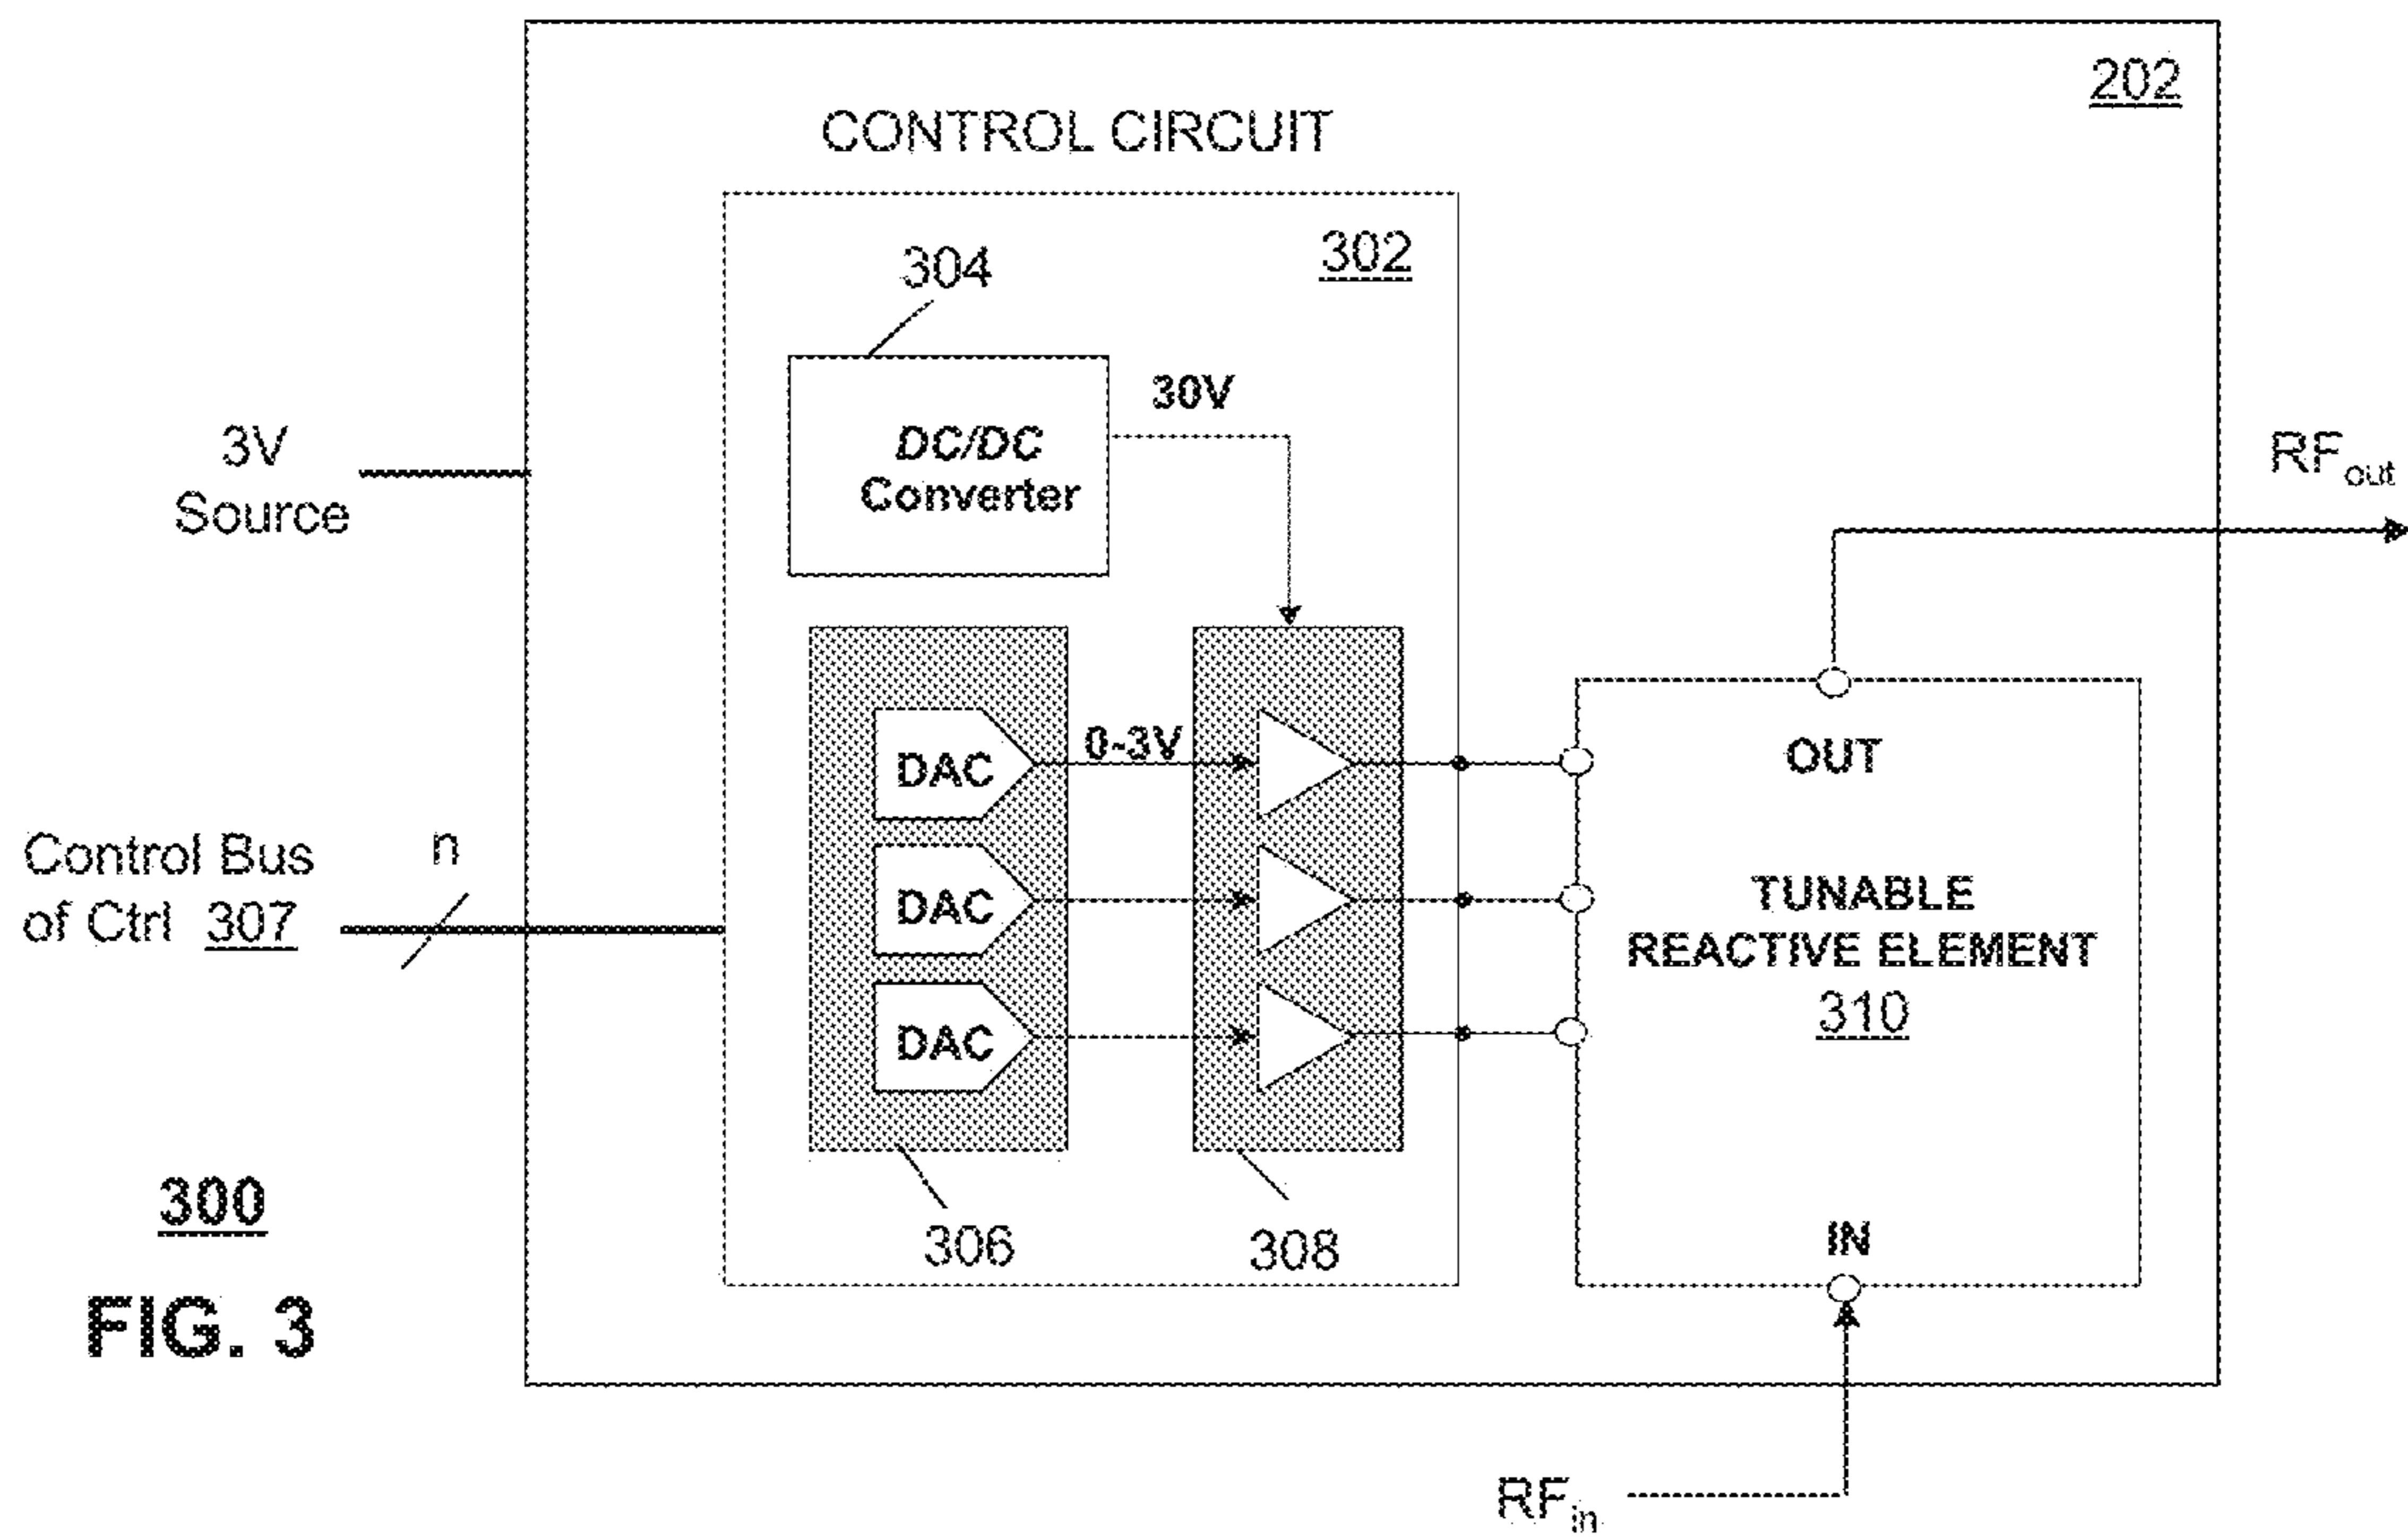 202
CONTROL CIRCUIT
302
304
30V
DC/DC
Converter
3V
Source
RFout
0-3V
DAC
DAC
DAC
OUT
TUNABLE
REACTIVE ELEMENT
310
IN
Control Bus
of Ctrl 307
n
306
308
300
FIG. 3
RFin